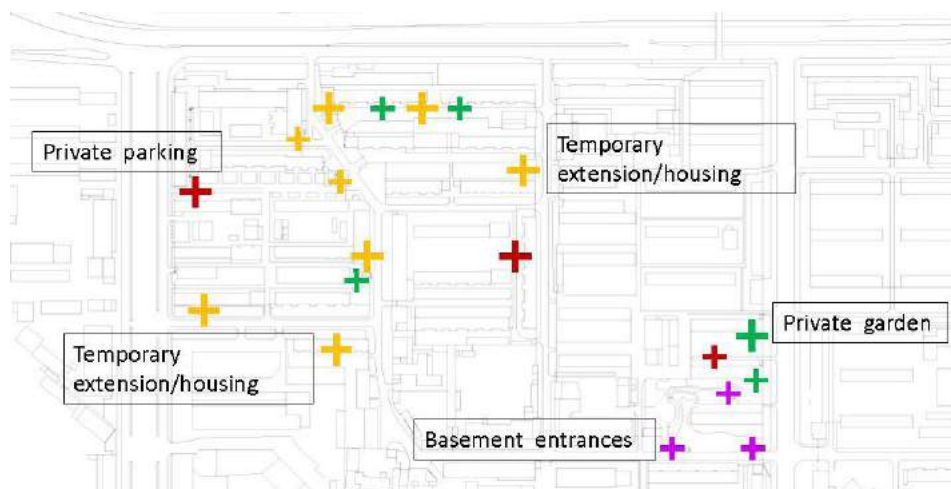 Private parking
Temporary
extension/housing
Private garden
Temporary
extension/housing
Basement entrances